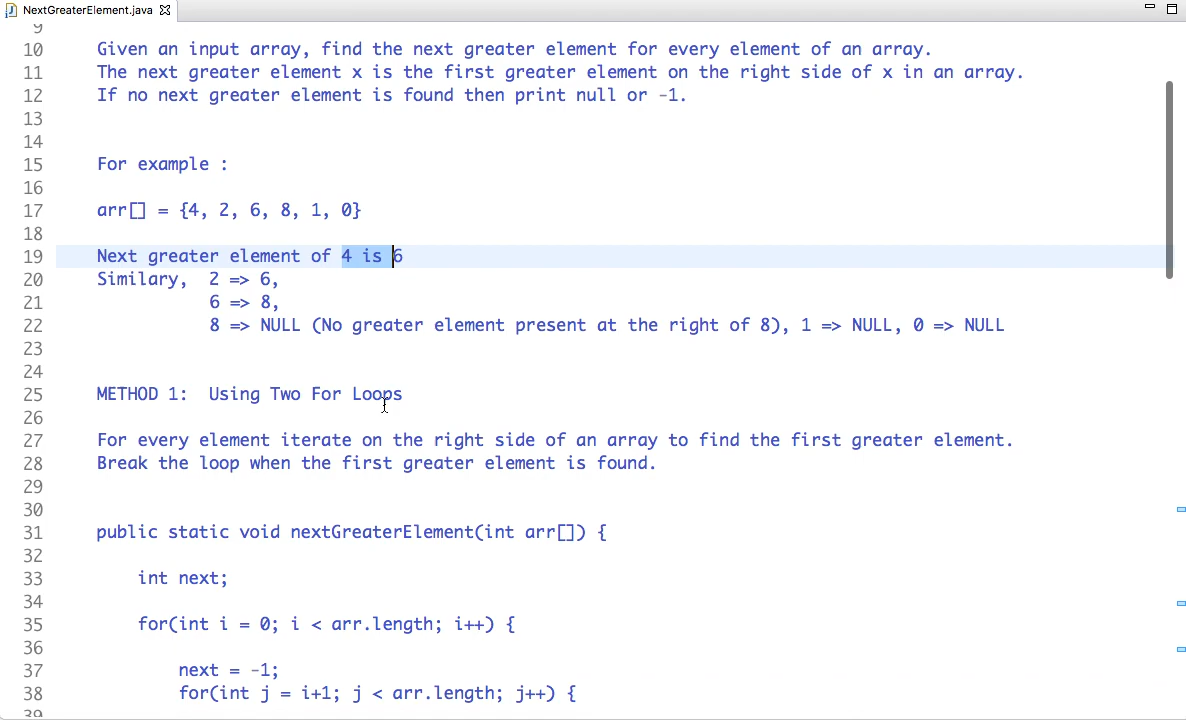 NextGreaterElement.java
9
10 Given an input array, find the next greater element for every element of an array.
11 The next greater element x is the first greater element on the right side of x in an array.
12 If no next greater element is found then print null or -1.
13
14
15 For example :
16
17 arr[] = {4, 2, 6, 8, 1, 0}
18
19 Next greater element of 4 is 6
20 Similary, 2 => 6,
21 6 => 8,
22 8 => NULL (No greater element present at the right of 8), 1 => NULL, 0 => NULL
23
24
25 METHOD 1: Using Two For Loops
26
27 For every element iterate on the right side of an array to find the first greater element.
28 Break the loop when the first greater element is found.
29
30
31 public static void nextGreaterElement(int arr[]) {
32
33 int next;
34
35 for(int i = 0; i < arr.length; i++) {
36
37 next = -1;
38 for(int j = i+1; j < arr.length; j++) {
39